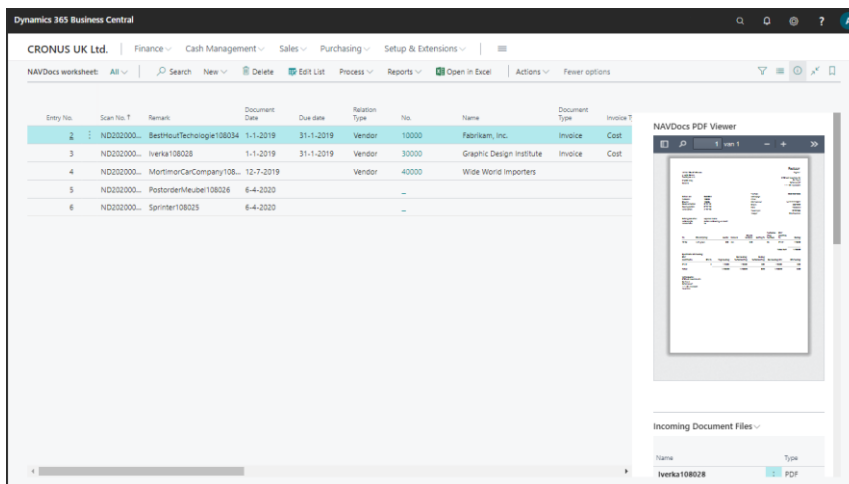 Dynamics 365 Business Central
CRONUS UK Ltd. Finance Cash Management Sales Purchasing Setup & Extensions
NAVDocs worksheet: All Search New Delete Edit List Process Reports Open in Excel Actions Fewer options
Entry No. Scan No. ↑ Remark Document Date Due date Relation Type No. Name Document Type Invoice T
2 ND202000... BestHoutTechologie108034 1-1-2019 31-1-2019 Vendor 10000 Fabrikam, Inc. Invoice Cost
3 ND202000... Iverka108028 1-1-2019 31-1-2019 Vendor 30000 Graphic Design Institute Invoice Cost
4 ND202000... MortimorCarCompany108... 12-7-2019 Vendor 40000 Wide World Importers
5 ND202000... PostorderMeubel108026 6-4-2020 _
6 ND202000... Sprinter108025 6-4-2020 _
NAVDocs PDF Viewer
1 von 1
Incoming Document Files
Name Type
Iverka108028 PDF